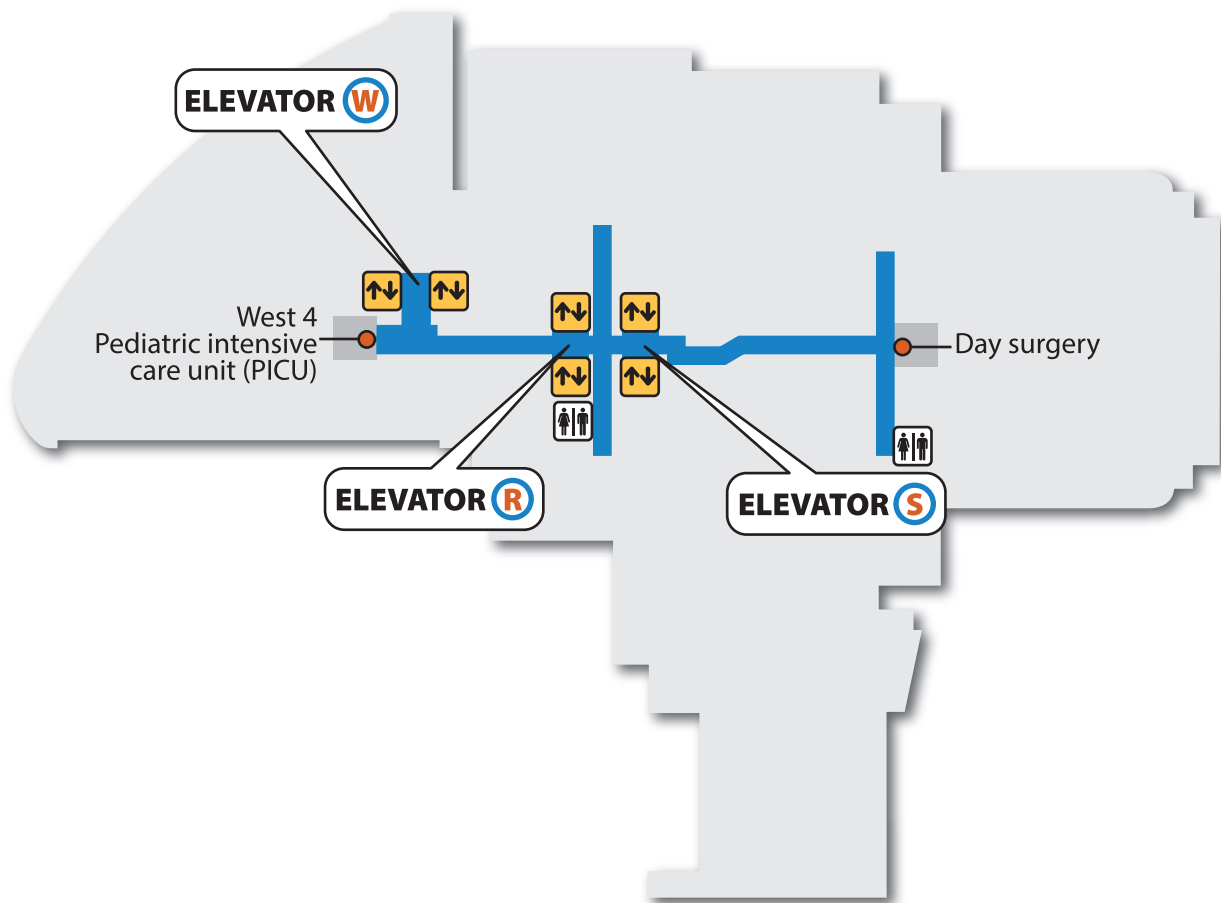 ELEVATOR W
West 4
Pediatric intensive
care unit (PICU)
Day surgery
ELEVATOR R
ELEVATOR S